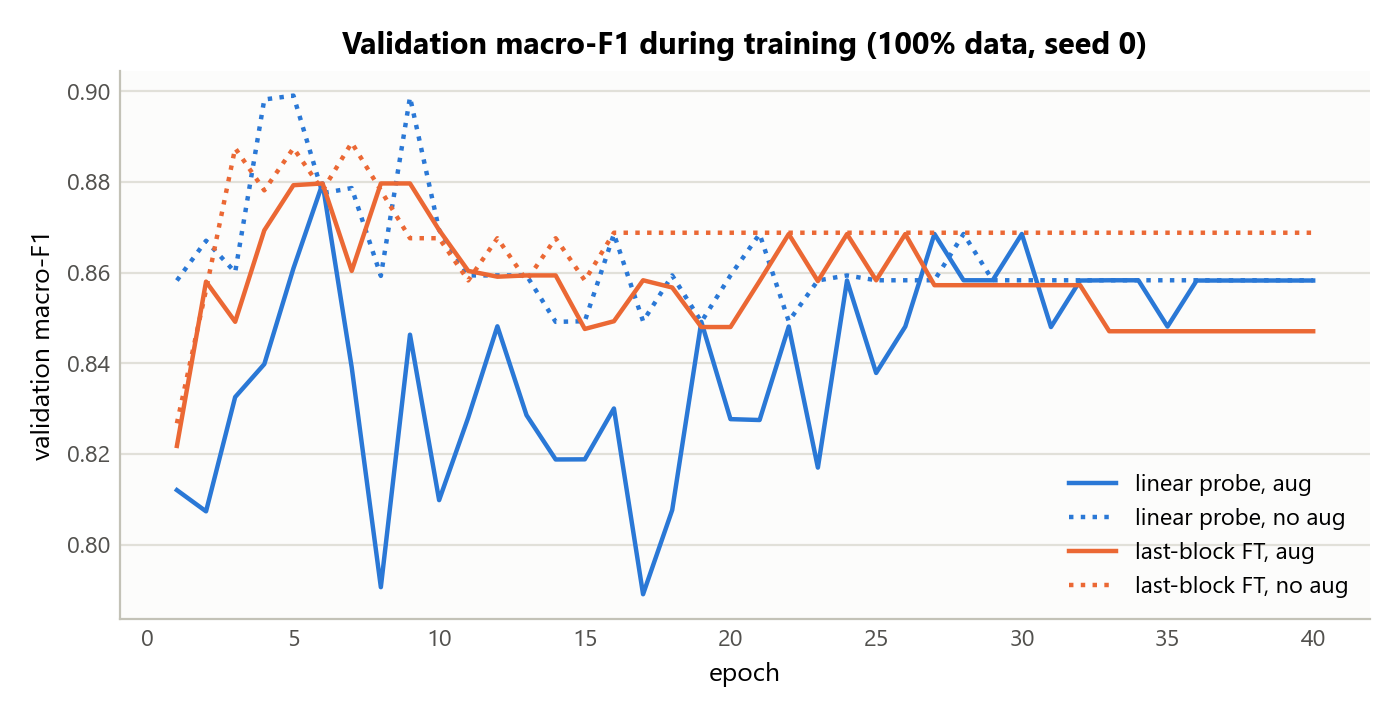 Validation macro-F1 during training (100% data, seed 0)
validation macro-F1
0.90
0.88
0.86
0.84
0.82
0.80
0 5 10 15 20 25 30 35 40
epoch
linear probe, aug
linear probe, no aug
last-block FT, aug
last-block FT, no aug